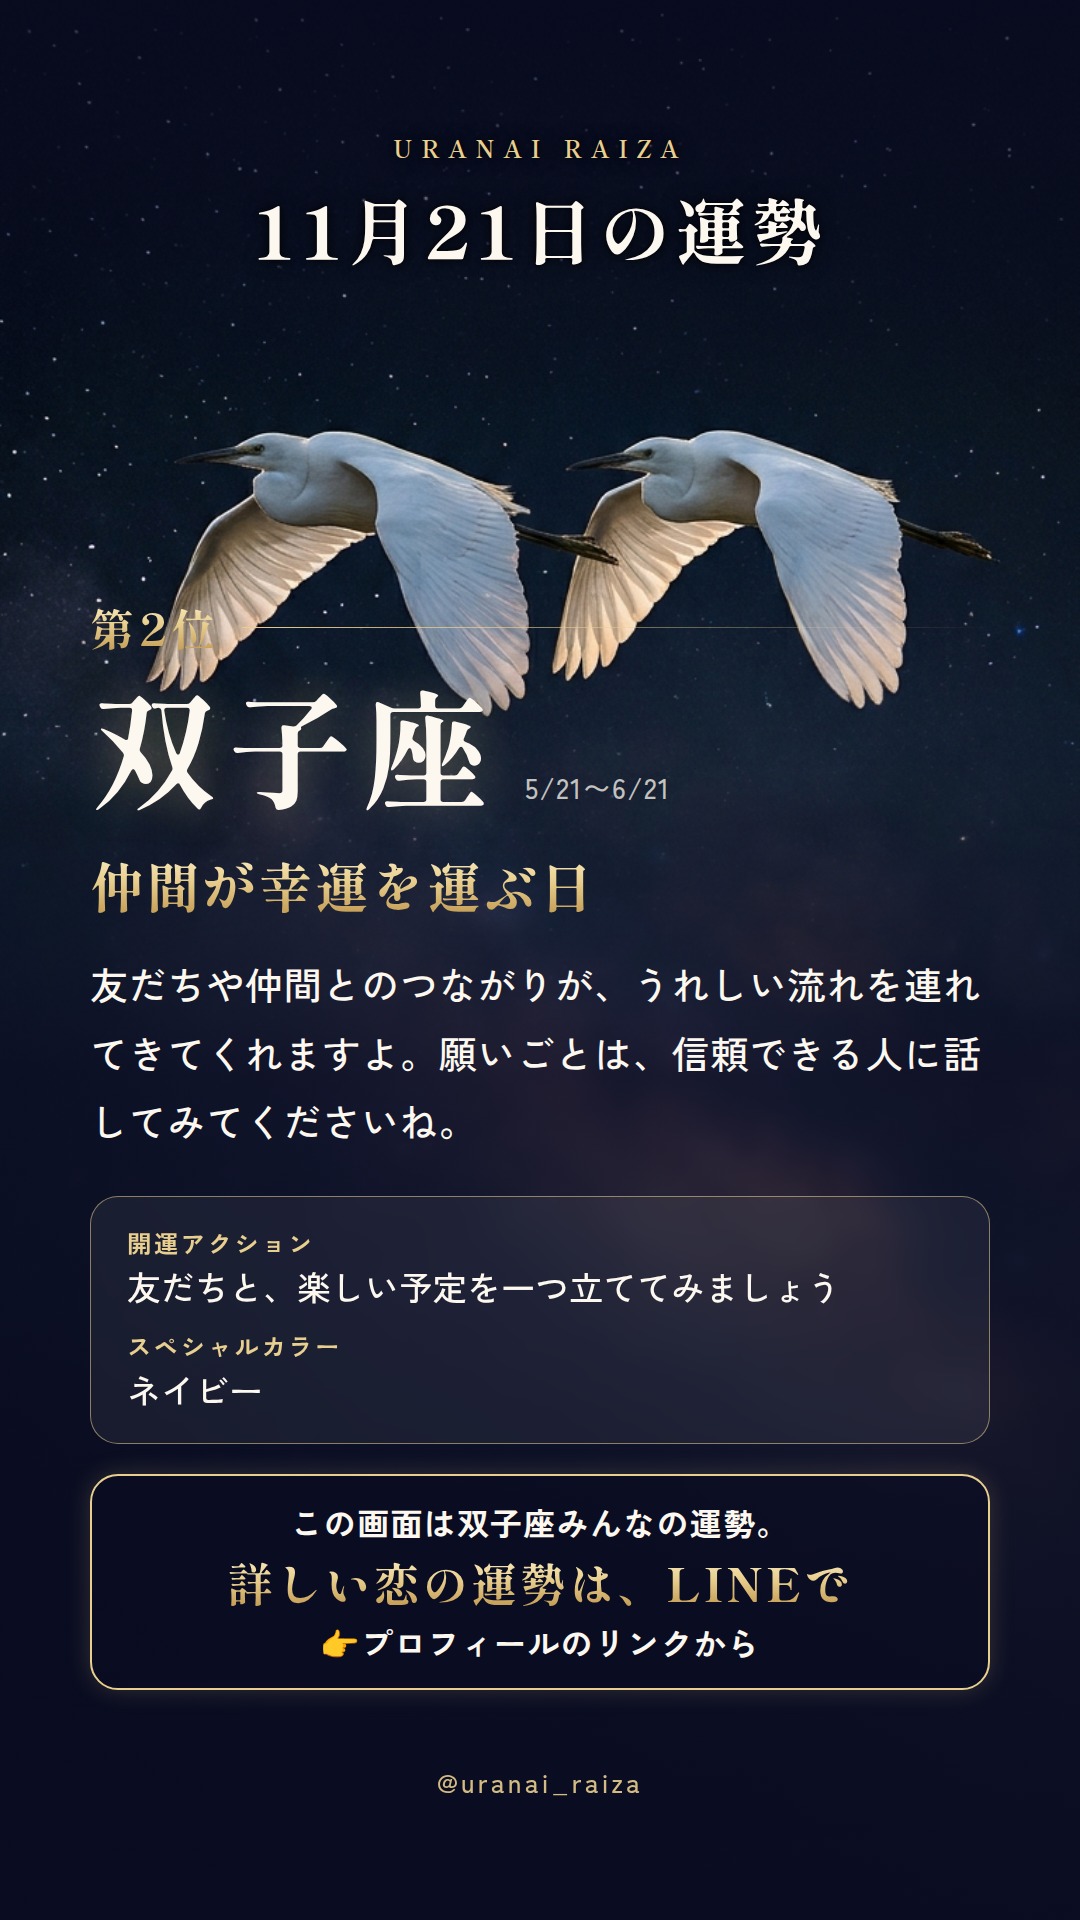 URANAI RAIZA
11月21日の運勢
第2位
双子座 5/21〜6/21
仲間が幸運を運ぶ日
友だちや仲間とのつながりが、うれしい流れを連れ
てきてくれますよ。願いごとは、信頼できる人に話
してみてくださいね。
開運アクション
友だちと、楽しい予定を一つ立ててみましょう
スペシャルカラー
ネイビー
この画面は双子座みんなの運勢。
詳しい恋の運勢は、LINEで
👉プロフィールのリンクから
@uranai_raiza